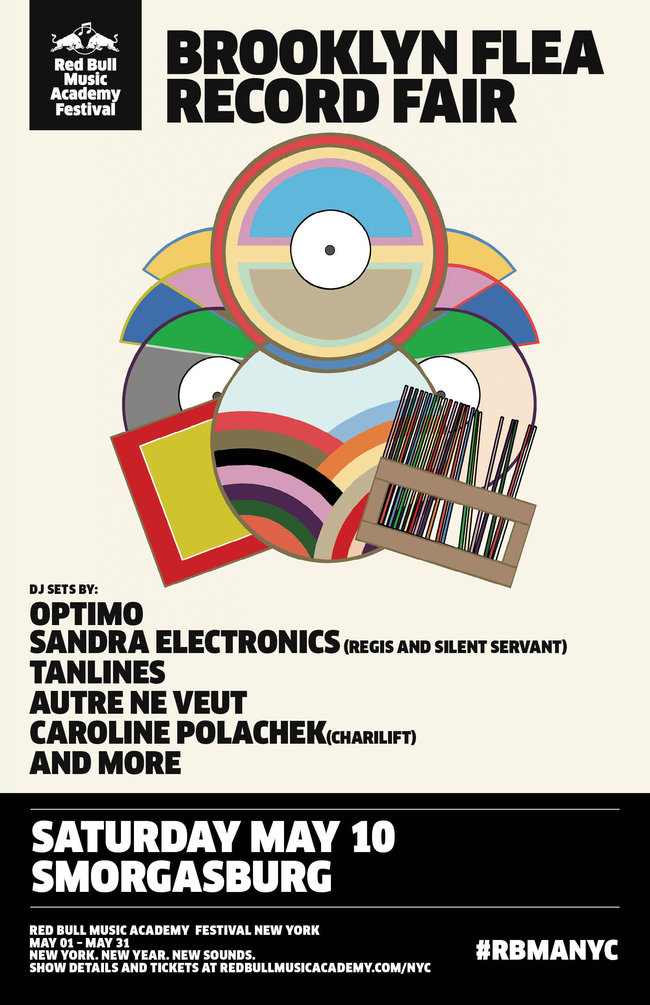 Red Bull
Music
Academy
Festival
BROOKLYN FLEA
RECORD FAIR
DJ SETS BY:
OPTIMO
SANDRA ELECTRONICS (REGIS AND SILENT SERVANT)
TANLINES
AUTRE NE VEUT
CAROLINE POLACHEK(CHARILIFT)
AND MORE
SATURDAY MAY 10
SMORGASBURG
RED BULL MUSIC ACADEMY FESTIVAL NEW YORK
MAY 01 – MAY 31
NEW YORK. NEW YEAR. NEW SOUNDS.
SHOW DETAILS AND TICKETS AT REDBULLMUSICACADEMY.COM/NYC
#RBMANYC